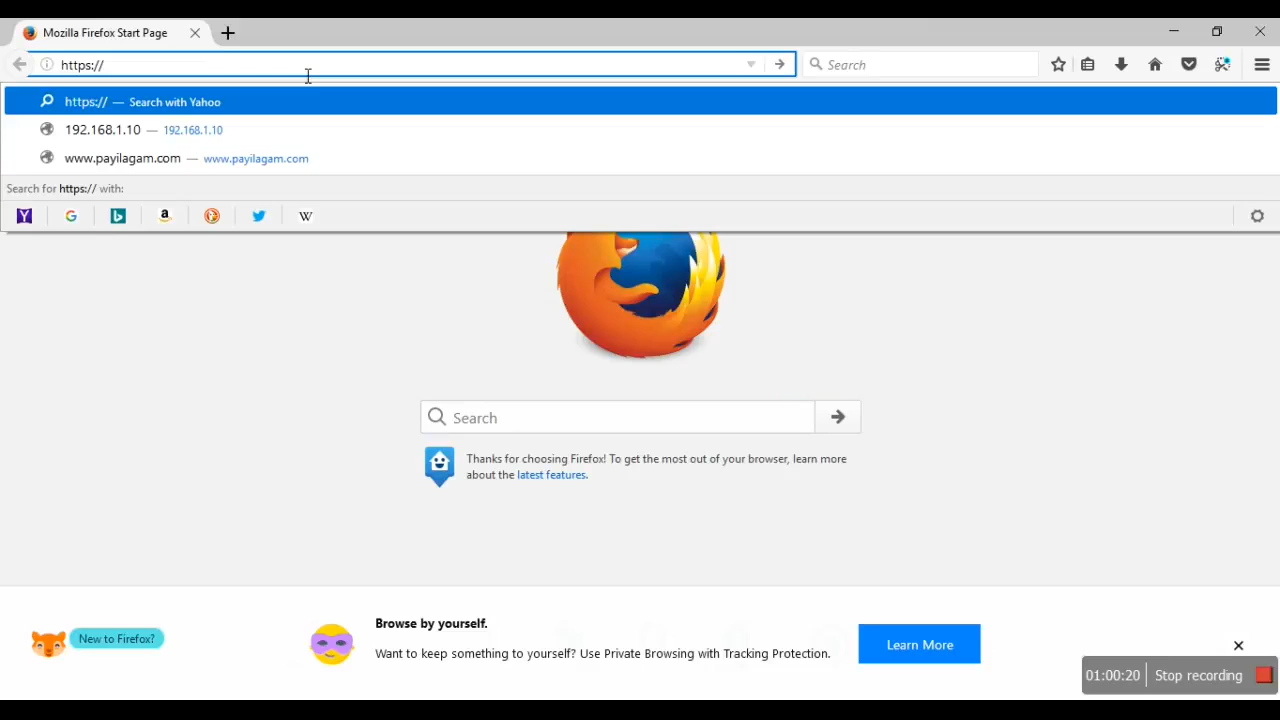 Mozilla Firefox Start Page
https://
Search
https:// — Search with Yahoo
192.168.1.10 — 192.168.1.10
www.payilagam.com — www.payilagam.com
Search for https:// with:
Y G b a W
Search
Thanks for choosing Firefox! To get the most out of your browser, learn more
about the latest features.
New to Firefox?
Browse by yourself.
Want to keep something to yourself? Use Private Browsing with Tracking Protection.
Learn More
01:00:20 Stop recording